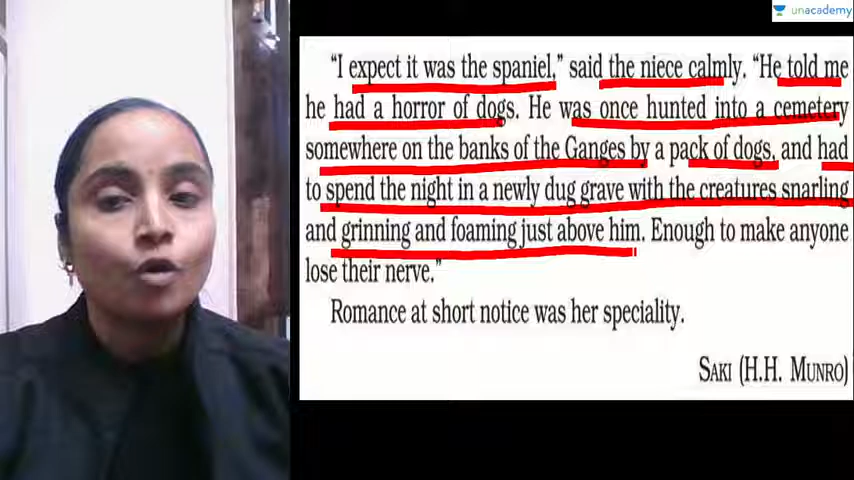 unacademy
“I expect it was the spaniel,” said the niece calmly. “He told me
he had a horror of dogs. He was once hunted into a cemetery
somewhere on the banks of the Ganges by a pack of dogs, and had
to spend the night in a newly dug grave with the creatures snarling
and grinning and foaming just above him. Enough to make anyone
lose their nerve.”
Romance at short notice was her speciality.
SAKI (H.H. MUNRO)